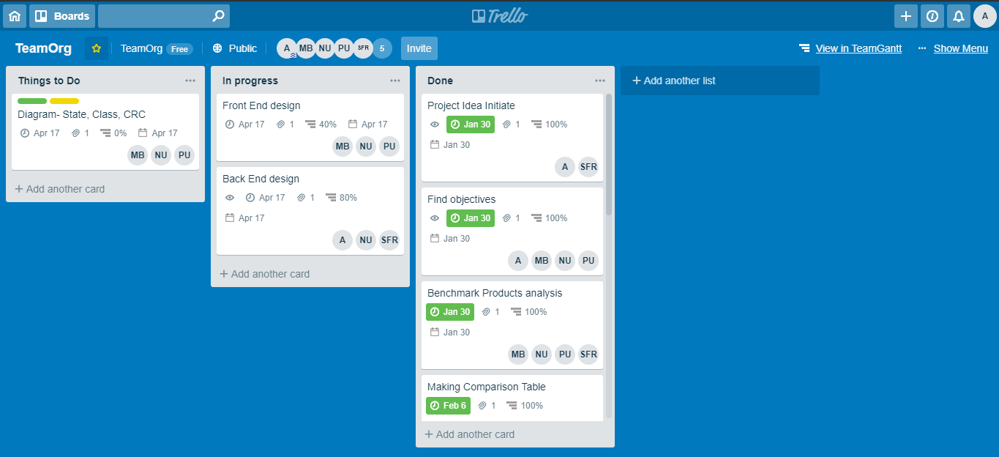 Boards
Trello
A
TeamOrg
TeamOrg Free
Public
A MB NU PU SFR 5
Invite
View in TeamGantt
Show Menu
Things to Do
Diagram- State, Class, CRC
Apr 17 1 0% Apr 17
MB NU PU
+ Add another card
In progress
Front End design
Apr 17 1 40% Apr 17
MB NU PU
Back End design
Apr 17 1 80%
Apr 17
A NU SFR
+ Add another card
Done
Project Idea Initiate
Jan 30 1 100%
Jan 30
A SFR
Find objectives
Jan 30 1 100%
Jan 30
A MB NU PU
Benchmark Products analysis
Jan 30 1 100%
Jan 30
MB NU PU SFR
Making Comparison Table
Feb 6 1 100%
+ Add another card
+ Add another list